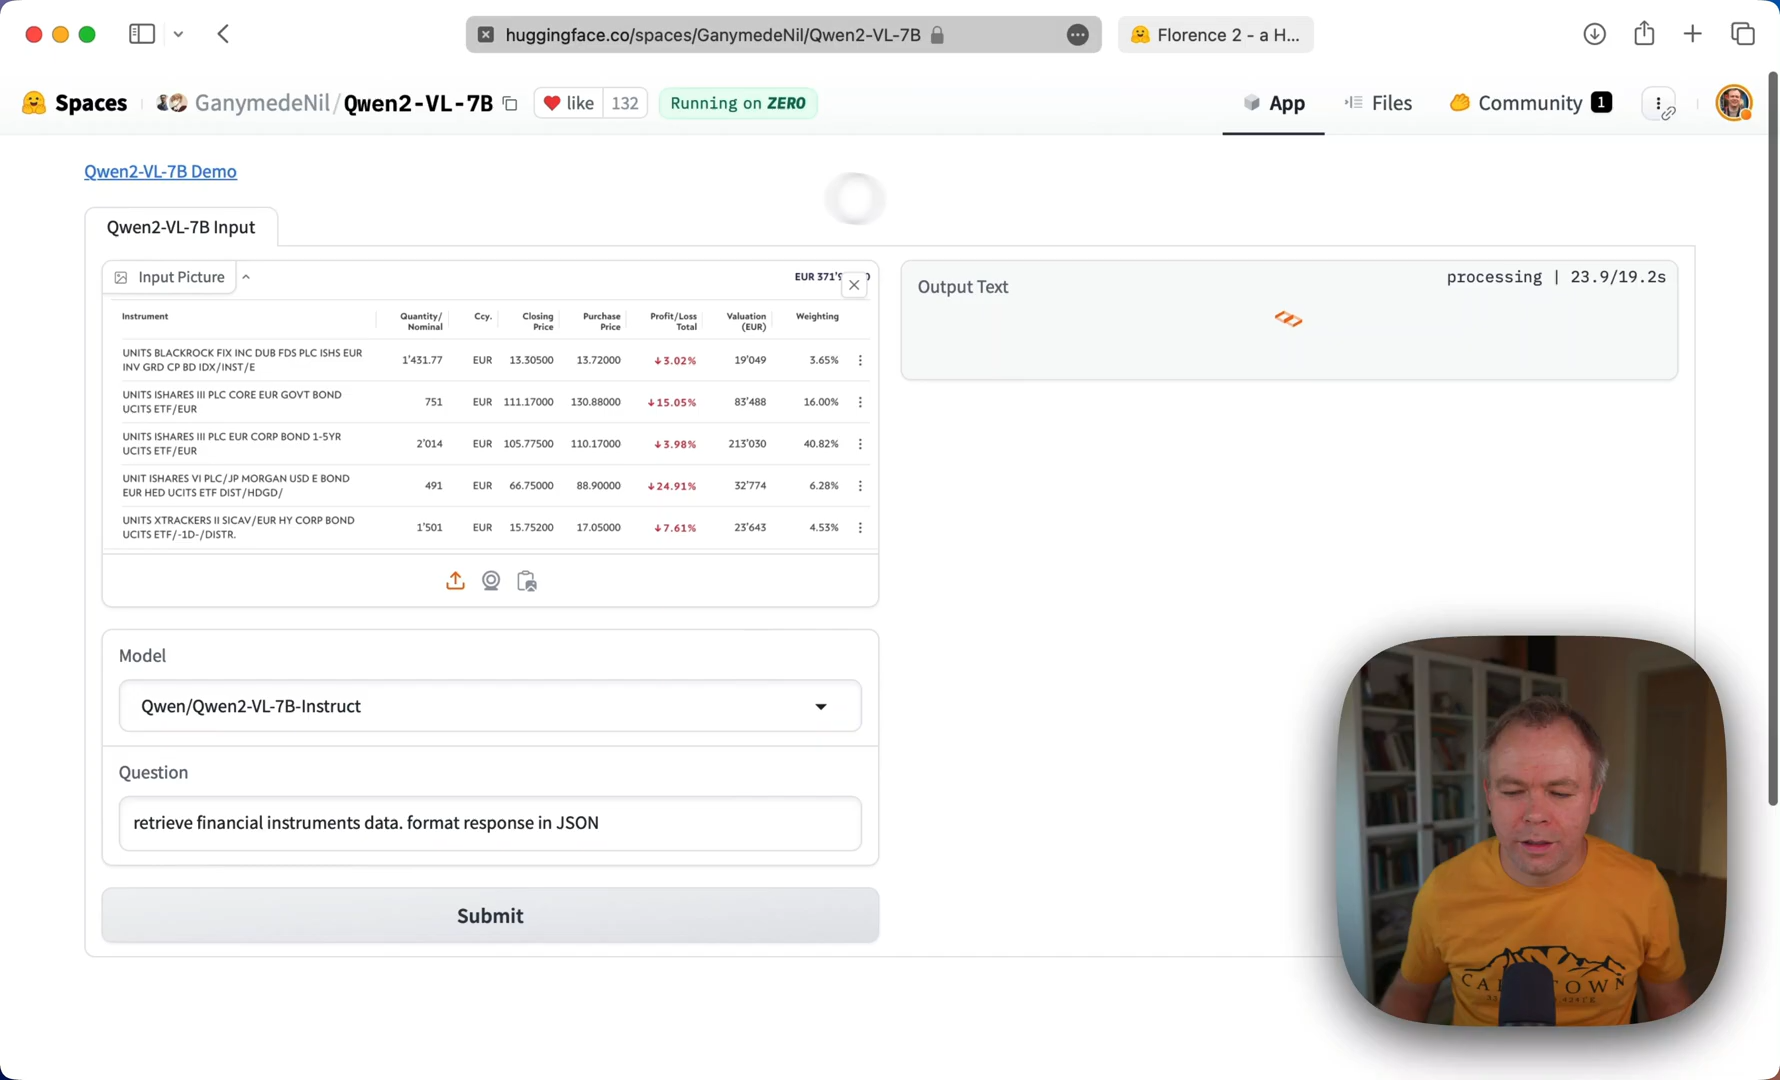 huggingface.co/spaces/GanymedeNil/Qwen2-VL-7B
Florence 2 - a H...
Spaces GanymedeNil/Qwen2-VL-7B like 132 Running on ZERO App Files Community 1
Qwen2-VL-7B Demo
Qwen2-VL-7B Input
Input Picture
EUR 371'
Instrument Quantity/ Nominal Ccy. Closing Price Purchase Price Profit/Loss Total Valuation (EUR) Weighting
UNITS BLACKROCK FIX INC DUB FDS PLC ISHS EUR
INV GRD CP BD IDX/INST/E
1'431.77 EUR 13.30500 13.72000 ↓3.02% 19'049 3.65%
UNITS ISHARES III PLC CORE EUR GOVT BOND
UCITS ETF/EUR
751 EUR 111.17000 130.88000 ↓15.05% 83'488 16.00%
UNITS ISHARES III PLC EUR CORP BOND 1-5YR
UCITS ETF/EUR
2'014 EUR 105.77500 110.17000 ↓3.98% 213'030 40.82%
UNIT ISHARES VI PLC/JP MORGAN USD E BOND
EUR HED UCITS ETF DIST/HDGD/
491 EUR 66.75000 88.90000 ↓24.91% 32'774 6.28%
UNITS XTRACKERS II SICAV/EUR HY CORP BOND
UCITS ETF/-1D-/DISTR.
1'501 EUR 15.75200 17.05000 ↓7.61% 23'643 4.53%
Output Text
processing | 23.9/19.2s
Model
Qwen/Qwen2-VL-7B-Instruct
Question
retrieve financial instruments data. format response in JSON
Submit